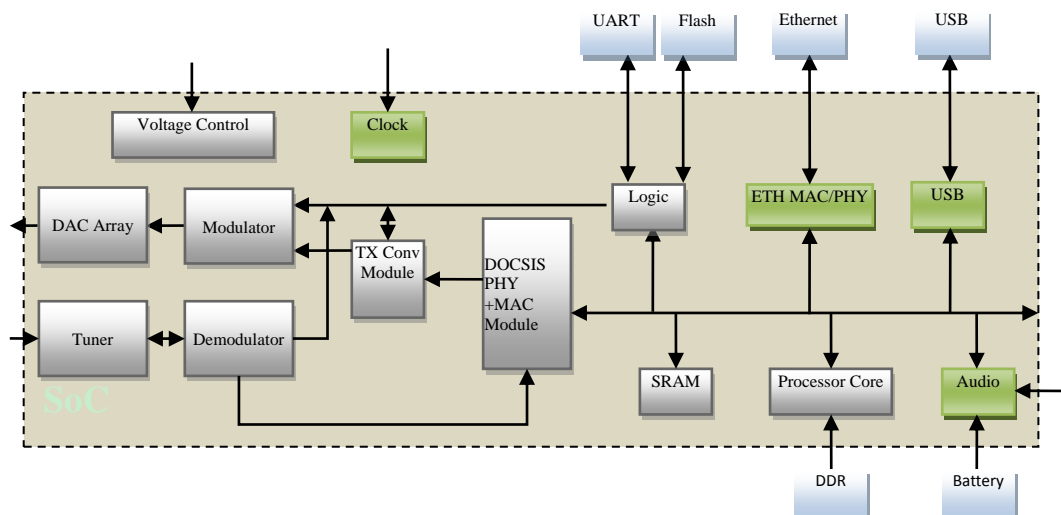 UART
Flash
Ethernet
USB
Voltage Control
Clock
DAC Array
Modulator
TX Conv
Module
DOCSIS
PHY
+MAC
Module
Logic
ETH MAC/PHY
USB
Tuner
Demodulator
SoC
SRAM
Processor Core
Audio
DDR
Battery